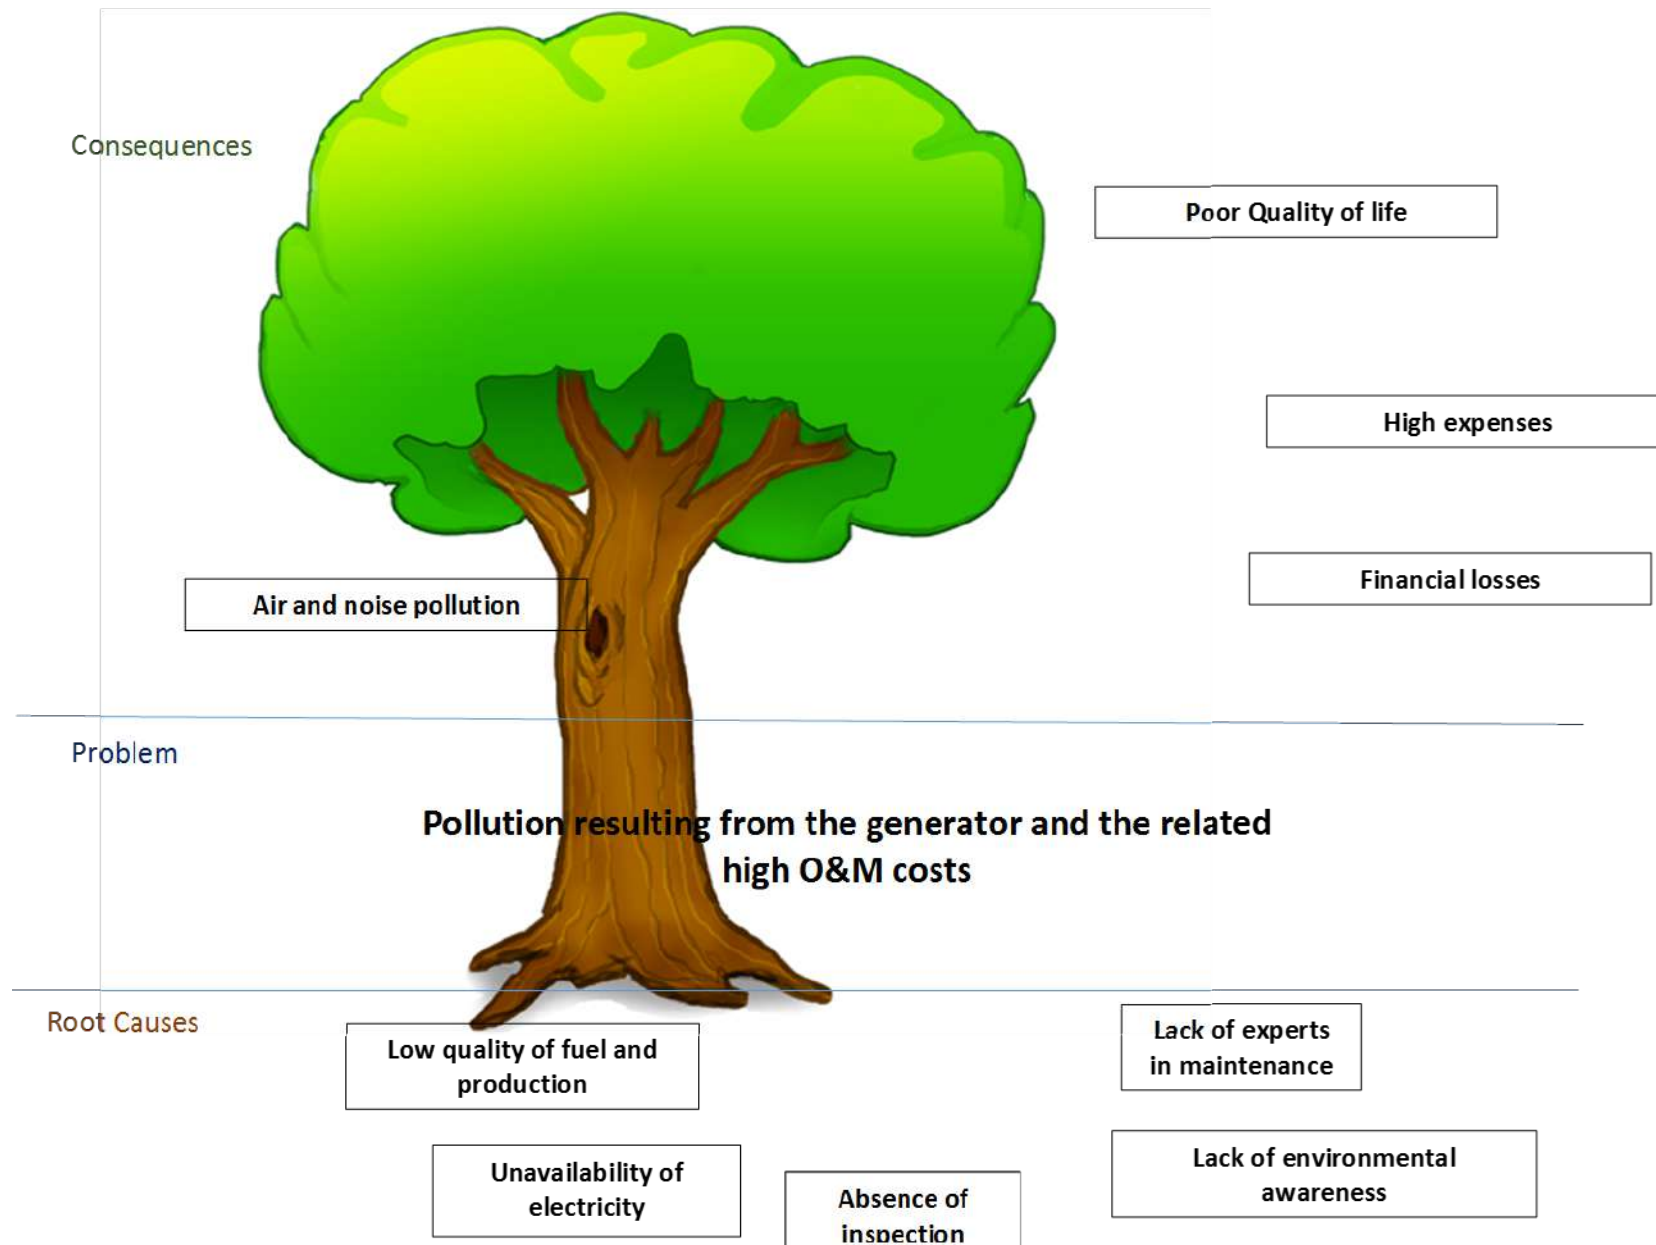 Consequences
Poor Quality of life
High expenses
Financial losses
Air and noise pollution
Problem
Pollution resulting from the generator and the related
high O&M costs
Root Causes
Low quality of fuel and
production
Lack of experts
in maintenance
Unavailability of
electricity
Absence of
inspection
Lack of environmental
awareness